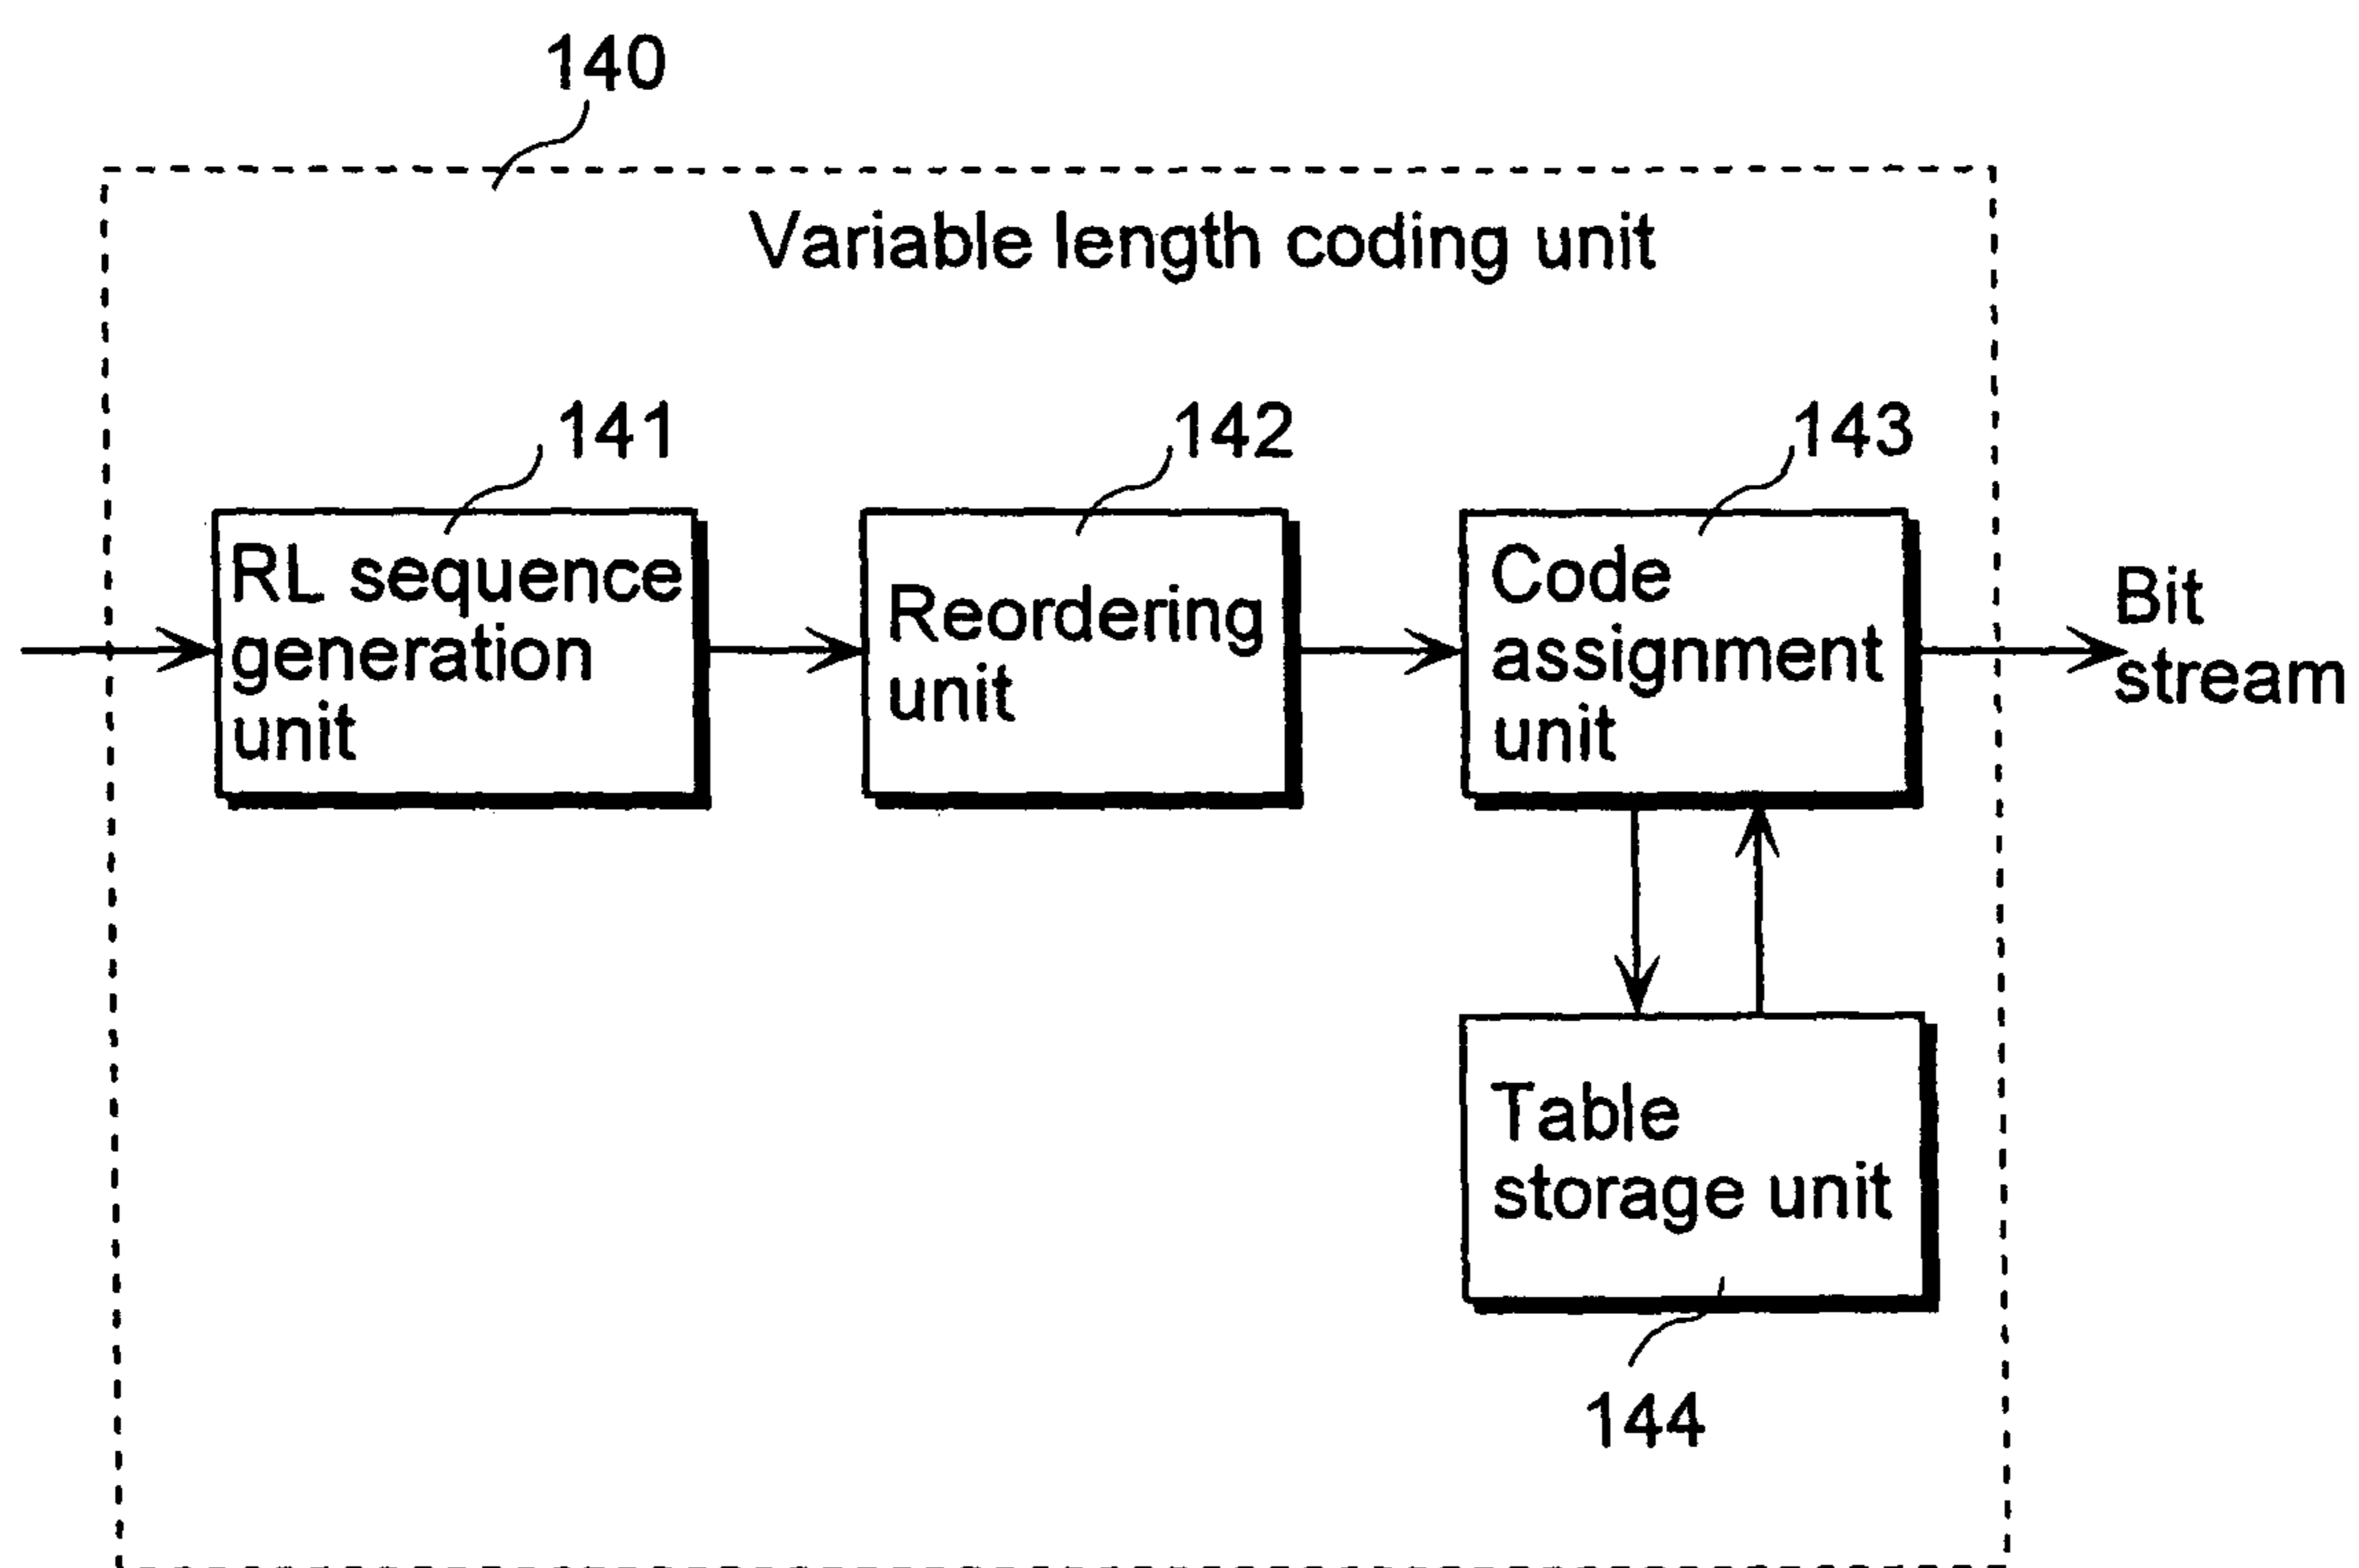 140
Variable length coding unit
141
142
143
RL sequence
generation
unit
Reordering
unit
Code
assignment
unit
Bit
stream
Table
storage unit
144